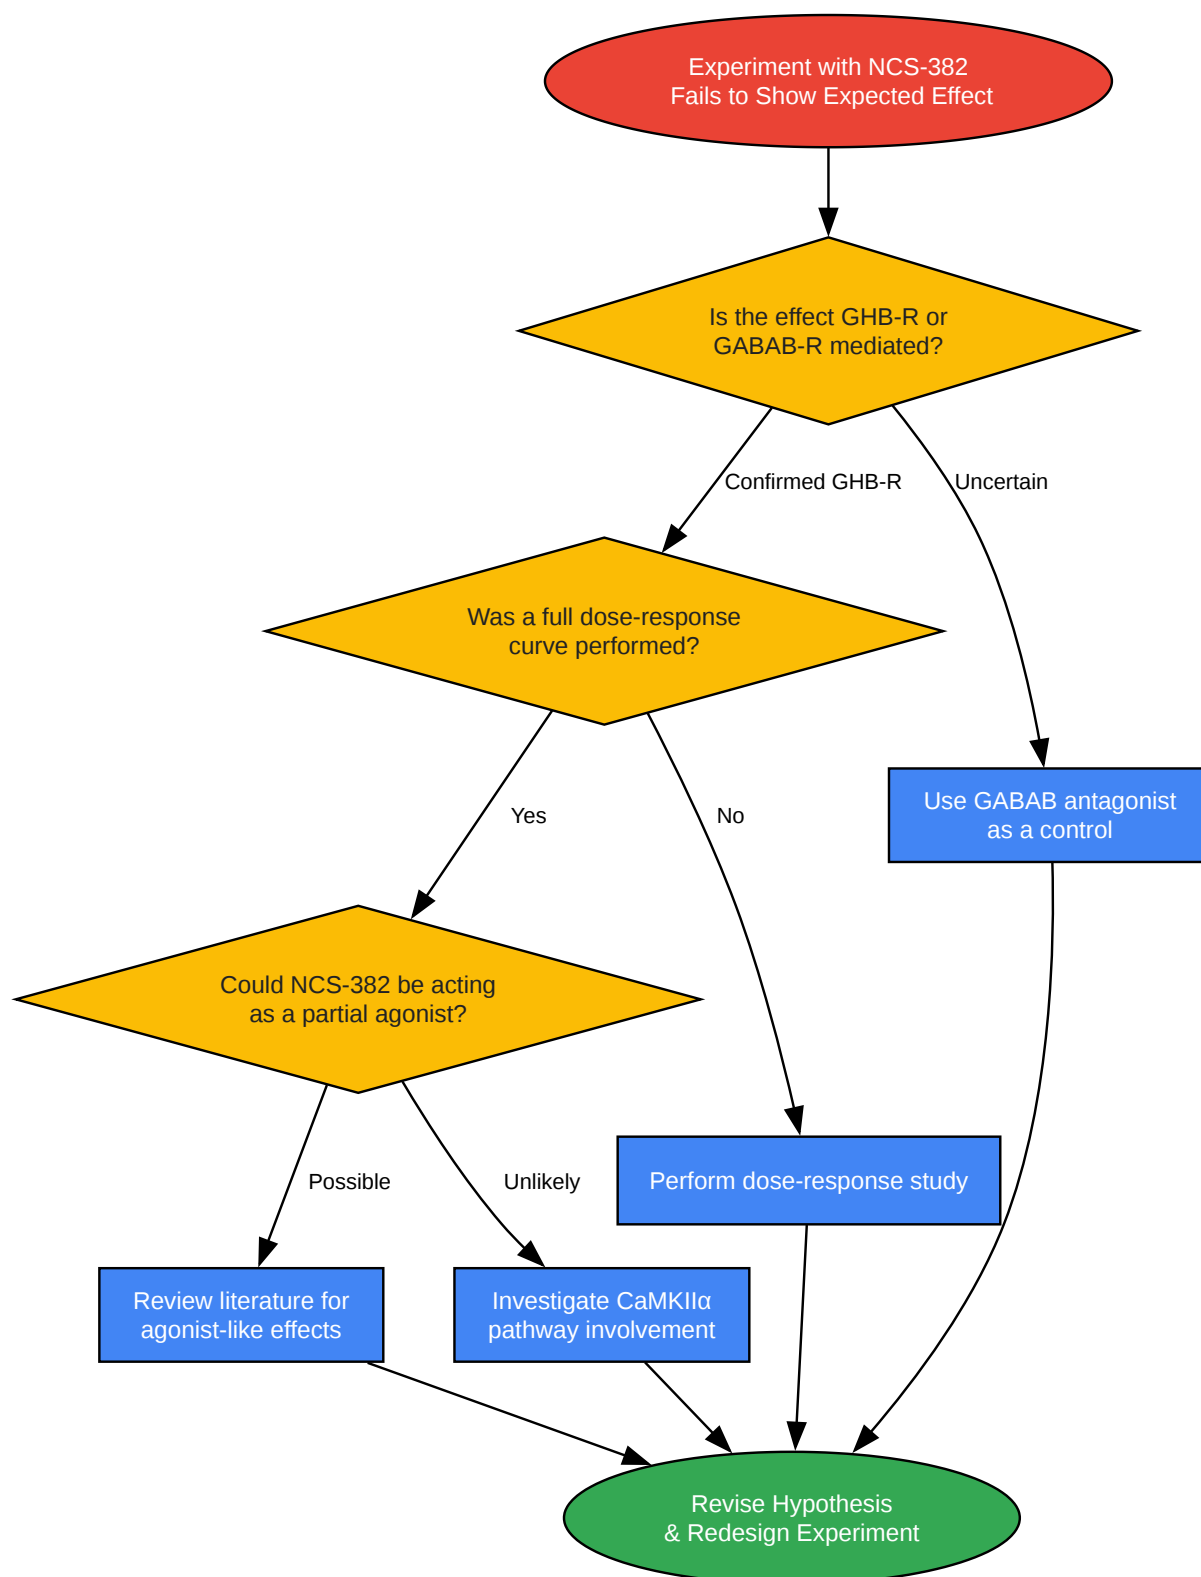 Experiment with NCS-382
Fails to Show Expected Effect
Is the effect GHB-R or
GABAB-R mediated?
Confirmed GHB-R
Uncertain
Was a full dose-response
curve performed?
Use GABAB antagonist
as a control
Yes
No
Could NCS-382 be acting
as a partial agonist?
Possible
Unlikely
Perform dose-response study
Review literature for
agonist-like effects
Investigate CaMKIIα
pathway involvement
Revise Hypothesis
& Redesign Experiment